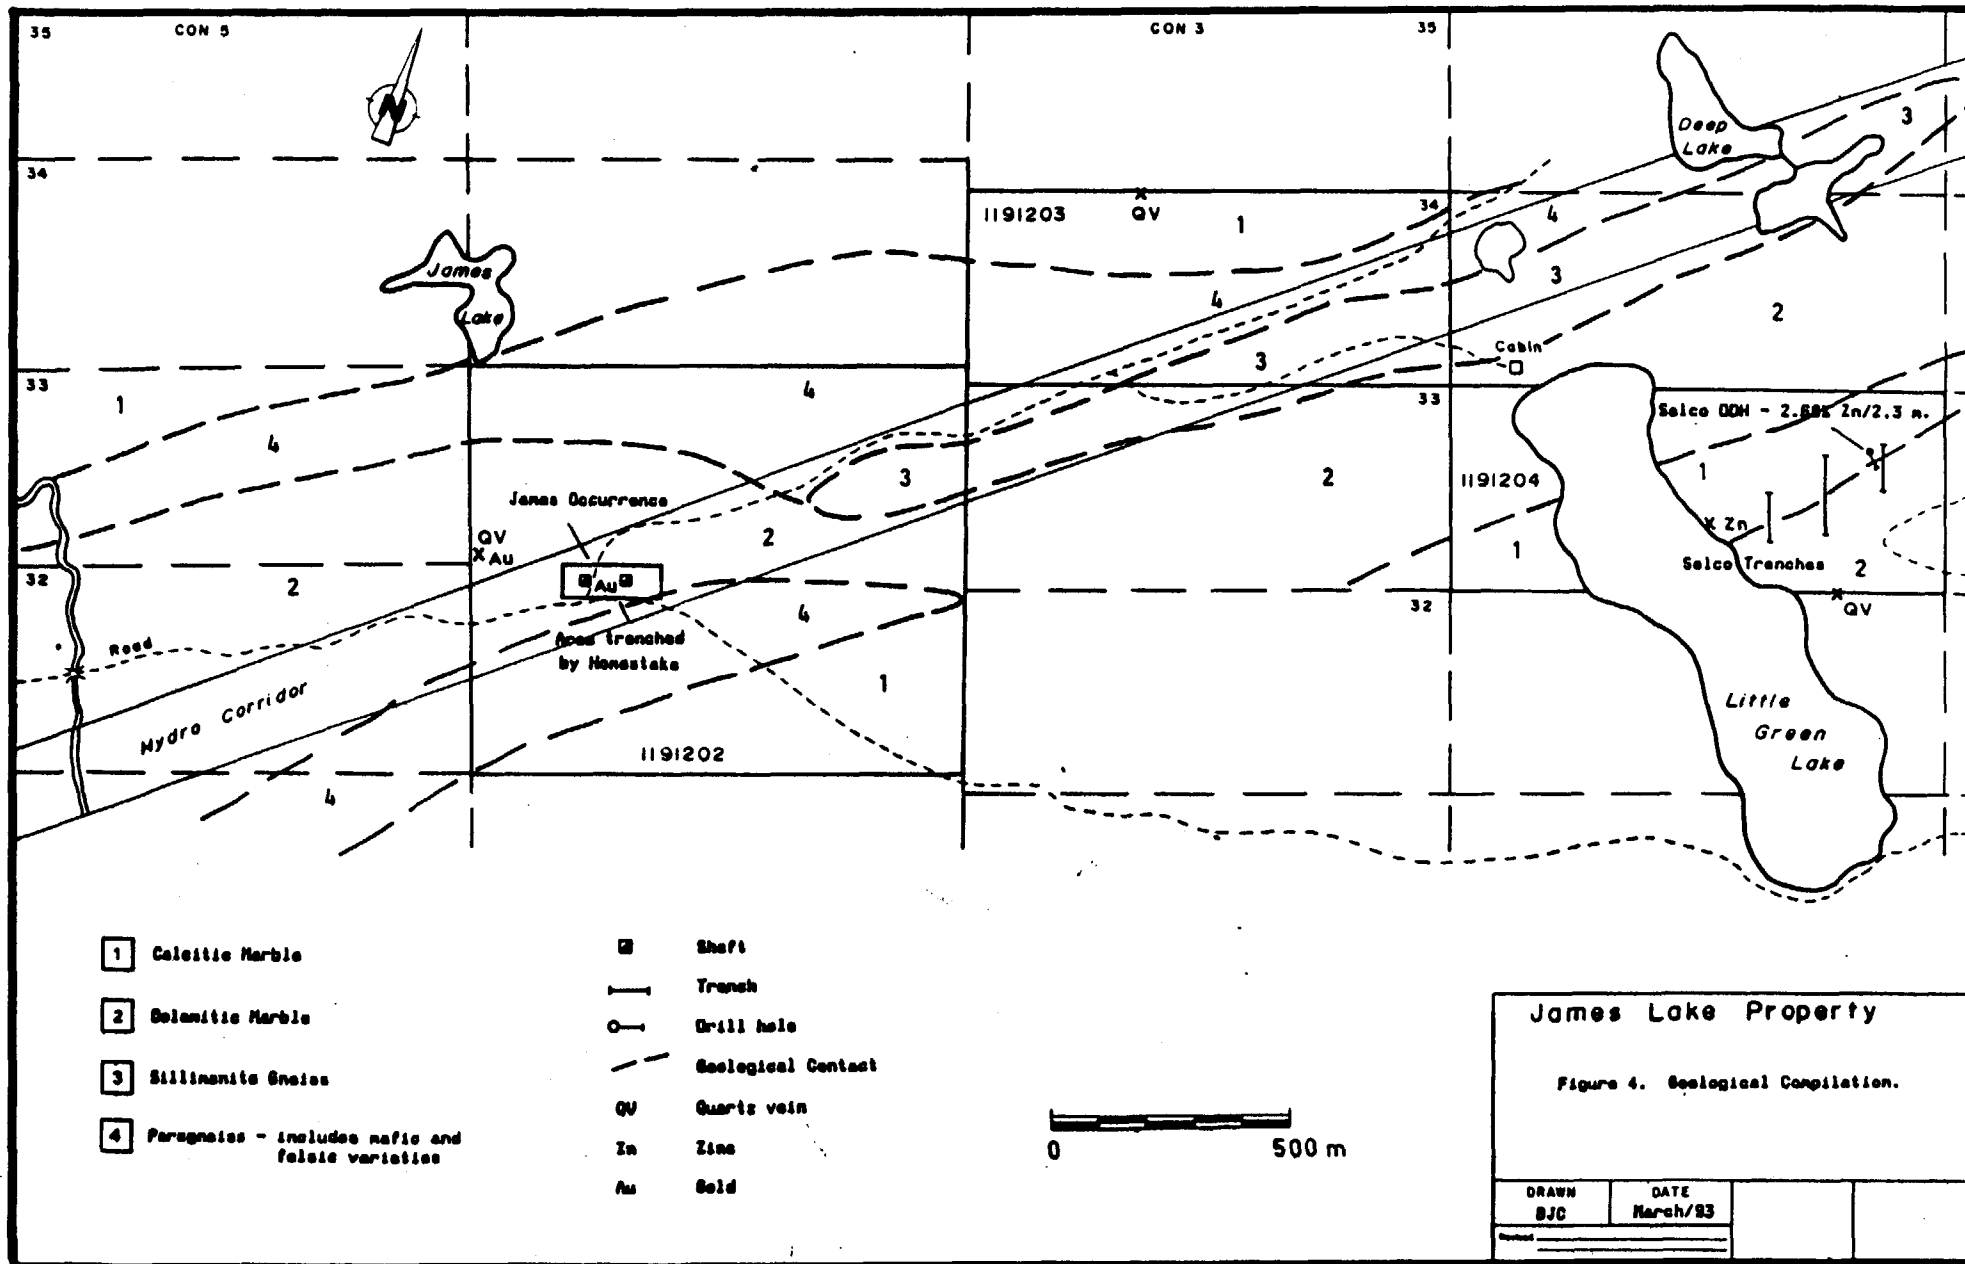 35
CON 5
CON 3
35
N
34
Deep
Lake
3
1191203
QV
1
34
4
James
Lake
4
3
2
33
1
4
4
3
Cabin
33
Selco DDH - 2.68% Zn/2.3 m.
3
2
1191204
1
James Occurrence
QV
Au
2
Au
Zn
1
Selco Trenches
2
QV
32
2
4
32
Road
Area trenched
by Homestake
1
Hydro Corridor
1191202
4
Little
Green
Lake
1 Calcitic Marble
2 Dolomitic Marble
3 Sillimanite Gneiss
4 Paragneiss - includes mafic and
felsic varieties
Shaft
Trench
Drill hole
Geological Contact
QV Quartz vein
Zn Zinc
Au Gold
0 500 m
James Lake Property
Figure 4. Geological Compilation.
DRAWN
BJC
DATE
March/93